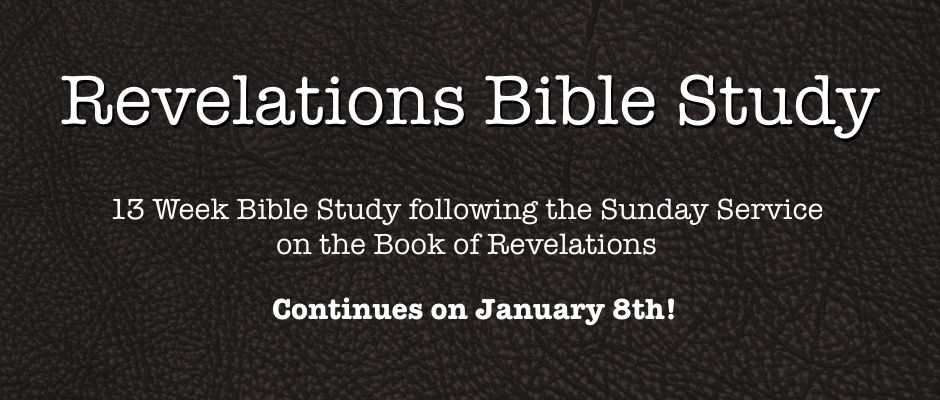 Revelations Bible Study
13 Week Bible Study following the Sunday Service
on the Book of Revelations
Continues on January 8th!